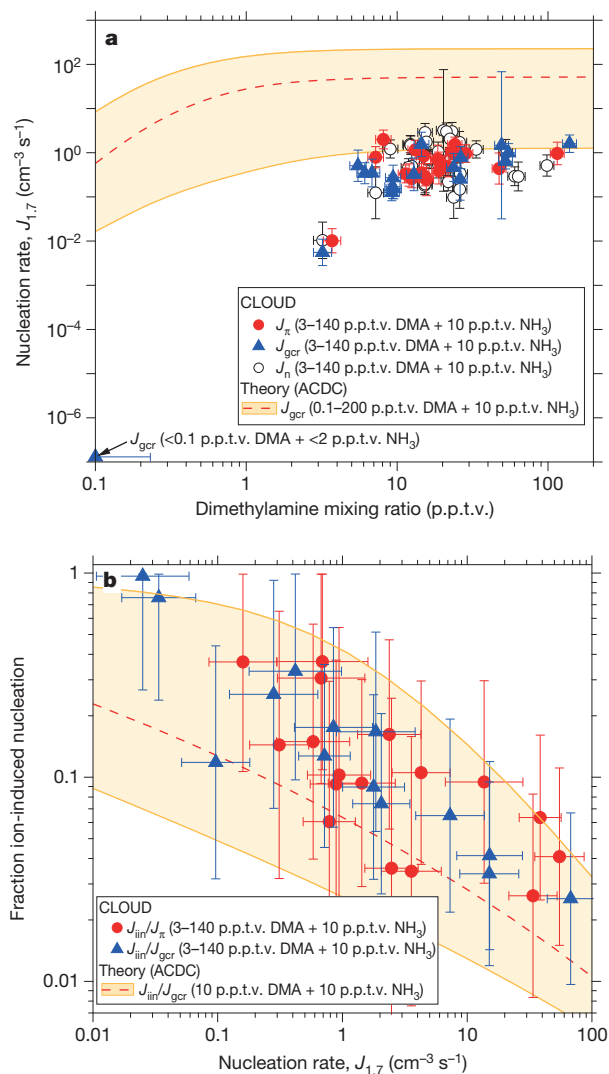 a
10²
10⁰
10⁻²
10⁻⁴
10⁻⁶
Nucleation rate, J1.7 (cm⁻³ s⁻¹)
CLOUD
Jπ (3–140 p.p.t.v. DMA + 10 p.p.t.v. NH₃)
Jgcr (3–140 p.p.t.v. DMA + 10 p.p.t.v. NH₃)
Jn (3–140 p.p.t.v. DMA + 10 p.p.t.v. NH₃)
Theory (ACDC)
Jgcr (0.1–200 p.p.t.v. DMA + 10 p.p.t.v. NH₃)
Jgcr (<0.1 p.p.t.v. DMA + <2 p.p.t.v. NH₃)
0.1 1 10 100
Dimethylamine mixing ratio (p.p.t.v.)
b
1
0.1
0.01
Fraction ion-induced nucleation
CLOUD
Jiin/Jπ (3–140 p.p.t.v. DMA + 10 p.p.t.v. NH₃)
Jiin/Jgcr (3–140 p.p.t.v. DMA + 10 p.p.t.v. NH₃)
Theory (ACDC)
Jiin/Jgcr (10 p.p.t.v. DMA + 10 p.p.t.v. NH₃)
0.01 0.1 1 10 100
Nucleation rate, J1.7 (cm⁻³ s⁻¹)